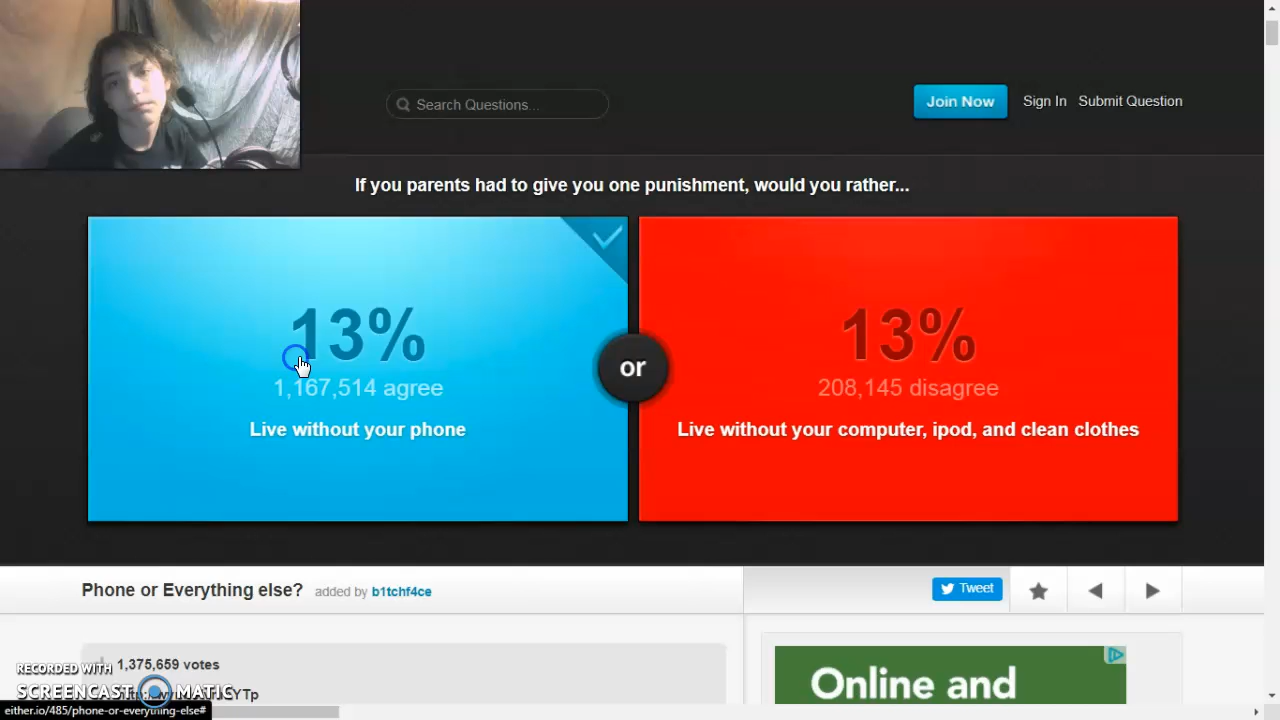 Search Questions...
Join Now
Sign In
Submit Question
If you parents had to give you one punishment, would you rather...
13%
1,167,514 agree
Live without your phone
or
13%
208,145 disagree
Live without your computer, ipod, and clean clothes
Phone or Everything else?
added by b1tchf4ce
Tweet
1,375,659 votes
RECORDED WITH
SCREENCAST MATIC
either.io/485/phone-or-everything-else#
Online and